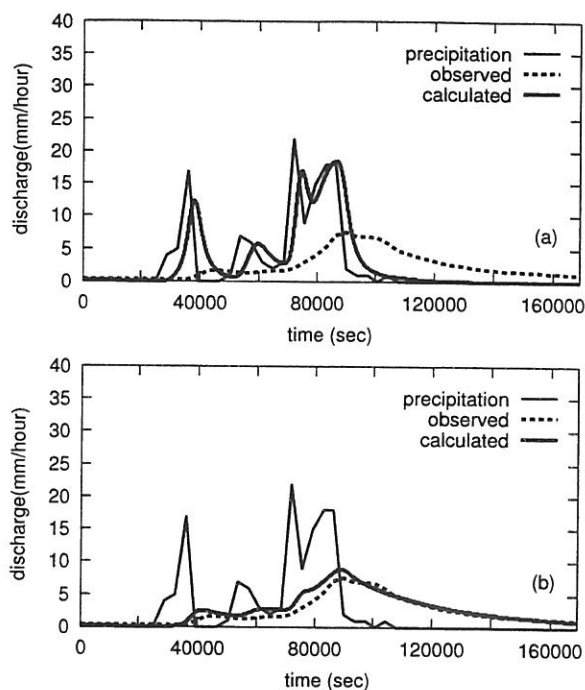 40
35
30
25
20
15
10
5
0
discharge(mm/hour)
precipitation
observed
calculated
(a)
0 40000 80000 120000 160000
time (sec)
40
35
30
25
20
15
10
5
0
discharge(mm/hour)
precipitation
observed
calculated
(b)
0 40000 80000 120000 160000
time (sec)